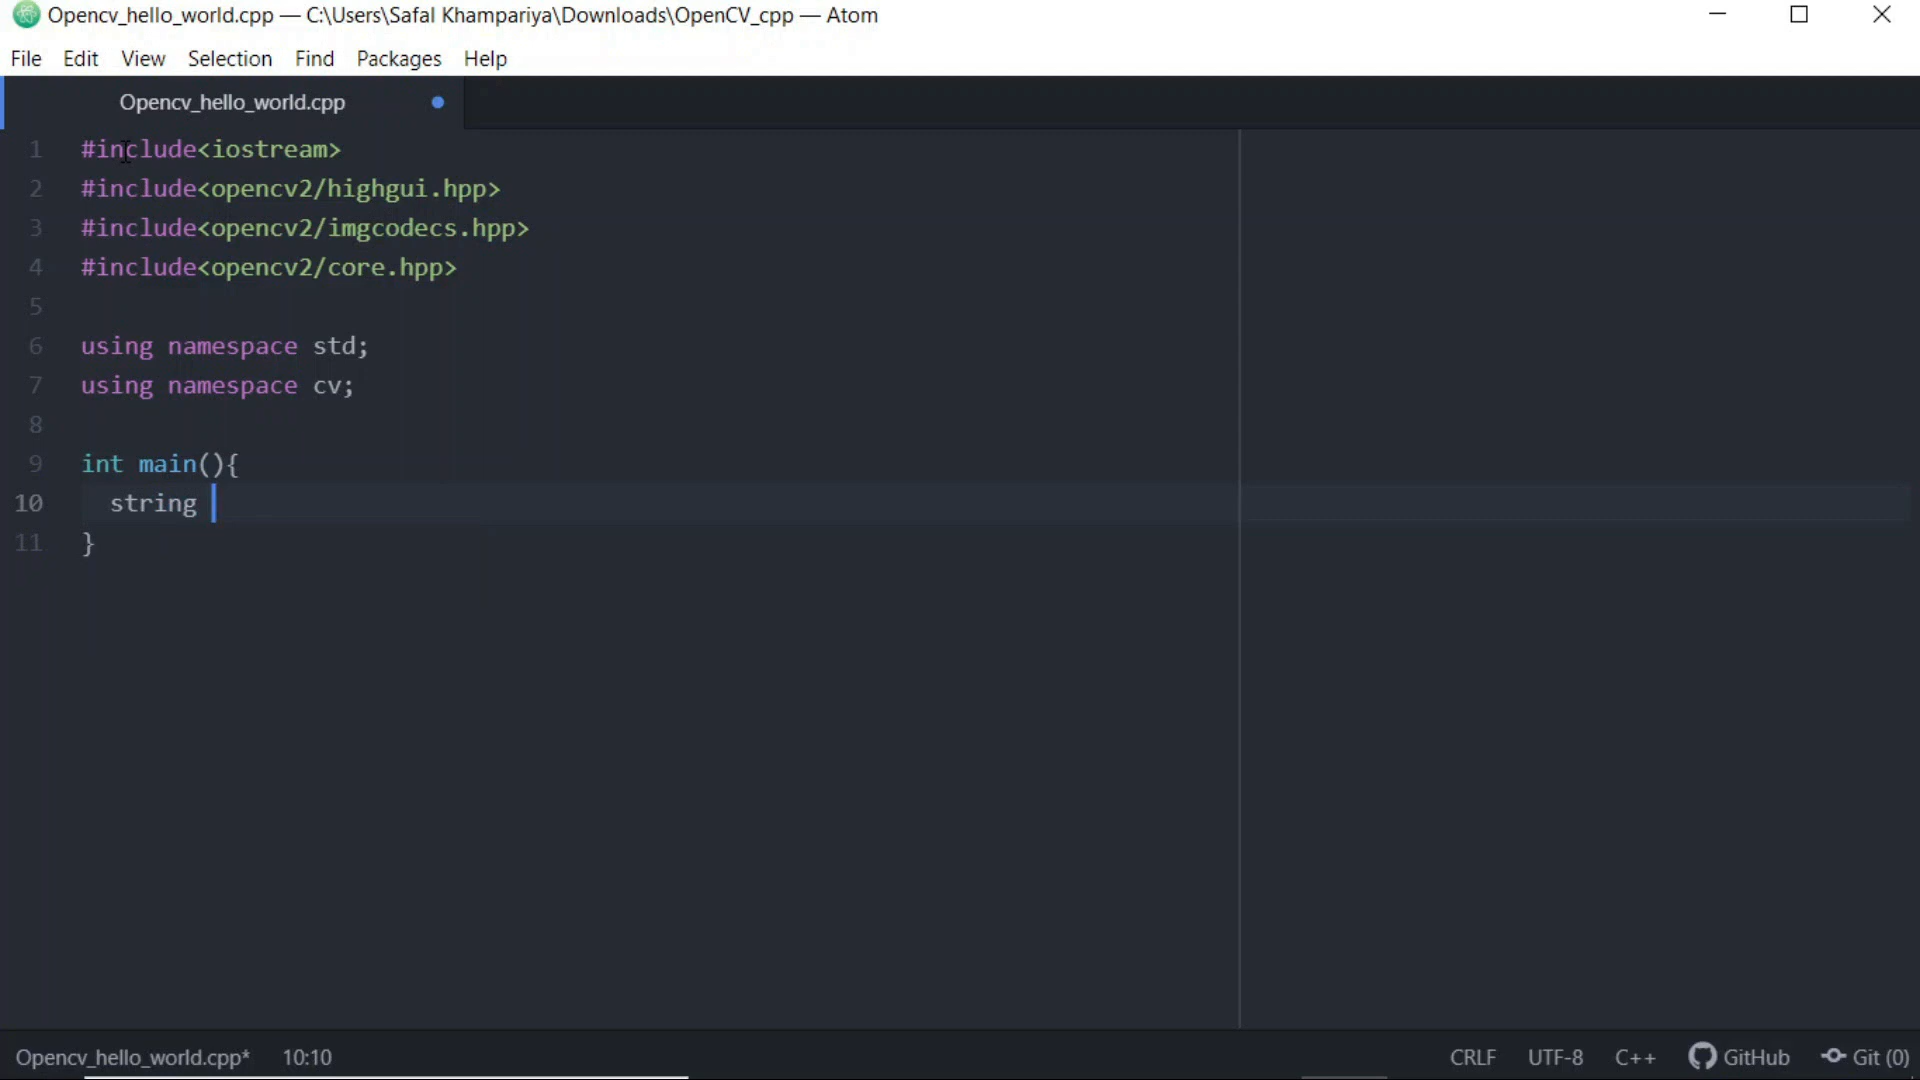 Opencv_hello_world.cpp — C:\Users\Safal Khampariya\Downloads\OpenCV_cpp — Atom
File Edit View Selection Find Packages Help
Opencv_hello_world.cpp
1 #include<iostream>
2 #include<opencv2/highgui.hpp>
3 #include<opencv2/imgcodecs.hpp>
4 #include<opencv2/core.hpp>
5
6 using namespace std;
7 using namespace cv;
8
9 int main(){
10 string
11 }
Opencv_hello_world.cpp* 10:10 CRLF UTF-8 C++ GitHub Git (0)